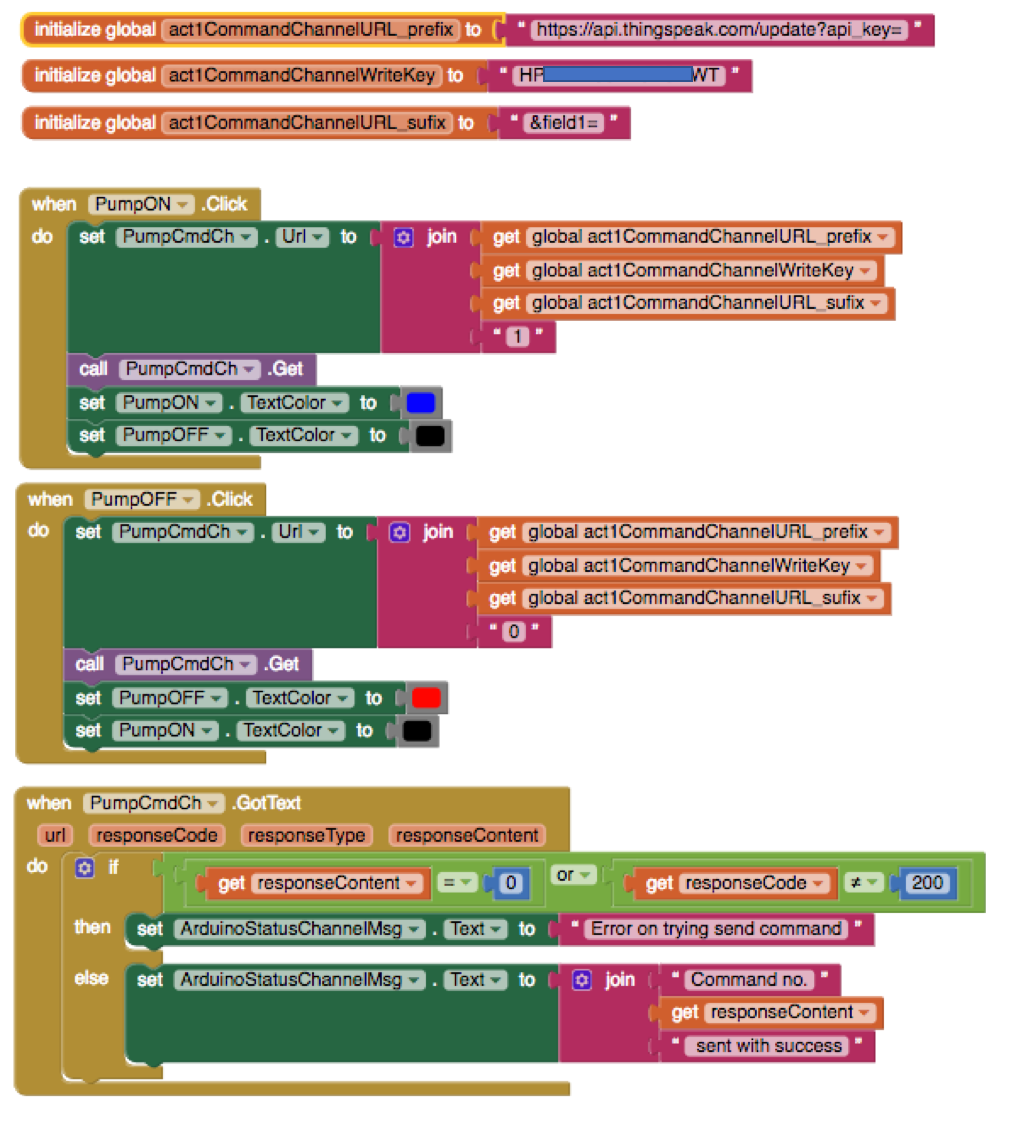 initialize global act1CommandChannelURL_prefix to " https://api.thingspeak.com/update?api_key= "
initialize global act1CommandChannelWriteKey to " HP WT "
initialize global act1CommandChannelURL_sufix to " &field1= "
when PumpON .Click
do set PumpCmdCh . Url to join get global act1CommandChannelURL_prefix
get global act1CommandChannelWriteKey
get global act1CommandChannelURL_sufix
" 1 "
call PumpCmdCh .Get
set PumpON . TextColor to
set PumpOFF . TextColor to
when PumpOFF .Click
do set PumpCmdCh . Url to join get global act1CommandChannelURL_prefix
get global act1CommandChannelWriteKey
get global act1CommandChannelURL_sufix
" 0 "
call PumpCmdCh .Get
set PumpOFF . TextColor to
set PumpON . TextColor to
when PumpCmdCh .GotText
url responseCode responseType responseContent
do if get responseContent = 0 or get responseCode ≠ 200
then set ArduinoStatusChannelMsg . Text to " Error on trying send command "
else set ArduinoStatusChannelMsg . Text to join " Command no. "
get responseContent
" sent with success "